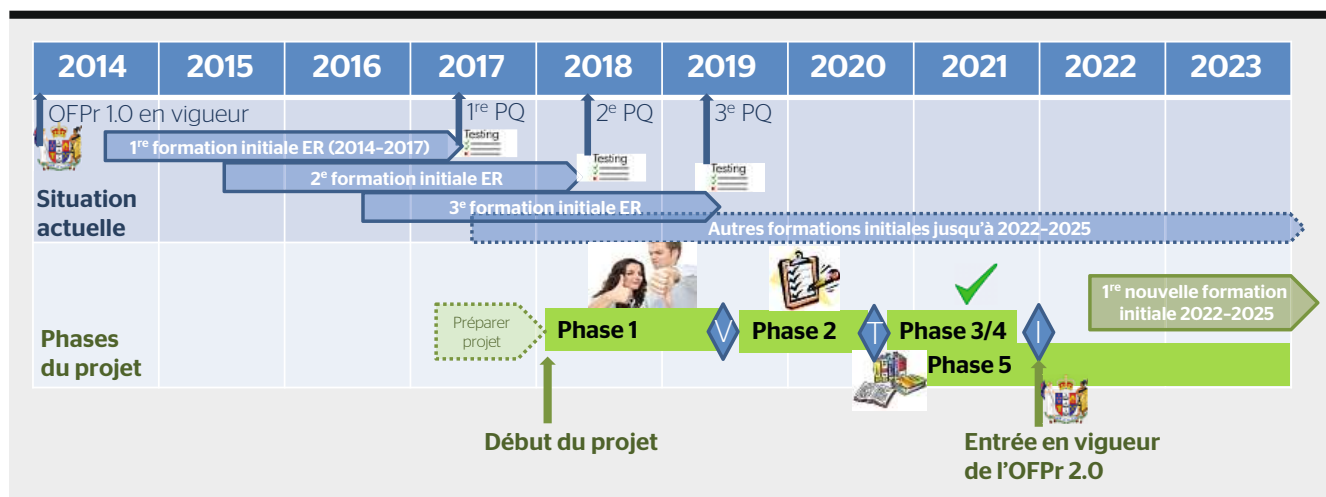 2014 2015 2016 2017 2018 2019 2020 2021 2022 2023
OFPr 1.0 en vigueur
1re PQ
2e PQ
3e PQ
Testing
1re formation initiale ER (2014–2017)
Testing
2e formation initiale ER
Testing
3e formation initiale ER
Situation
actuelle
Autres formations initiales jusqu'à 2022–2025
1re nouvelle formation
initiale 2022–2025
Préparer
projet
Phase 1
V
Phase 2
T
Phase 3/4
I
Phases
du projet
Phase 5
Début du projet
Entrée en vigueur
de l'OFPr 2.0